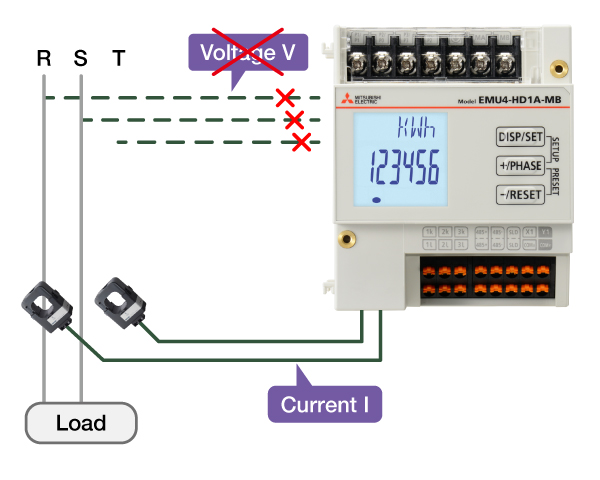 Voltage V
R S T
MITSUBISHI
ELECTRIC
Model EMU4-HD1A-MB
kWh
123456
DISP/SET
+/PHASE
-/RESET
SETUP PRESET
1k 2k 3k
1L 2L 3L
Current I
Load